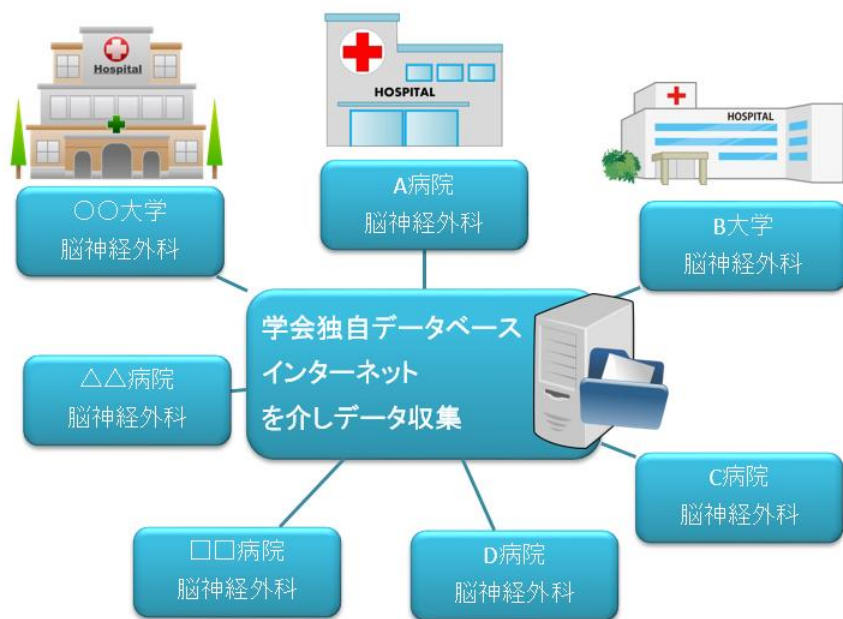 Hospital
HOSPITAL
HOSPITAL
〇〇大学
脳神経外科
A病院
脳神経外科
B大学
脳神経外科
学会独自データベース
インターネット
を介しデータ収集
△△病院
脳神経外科
C病院
脳神経外科
□□病院
脳神経外科
D病院
脳神経外科